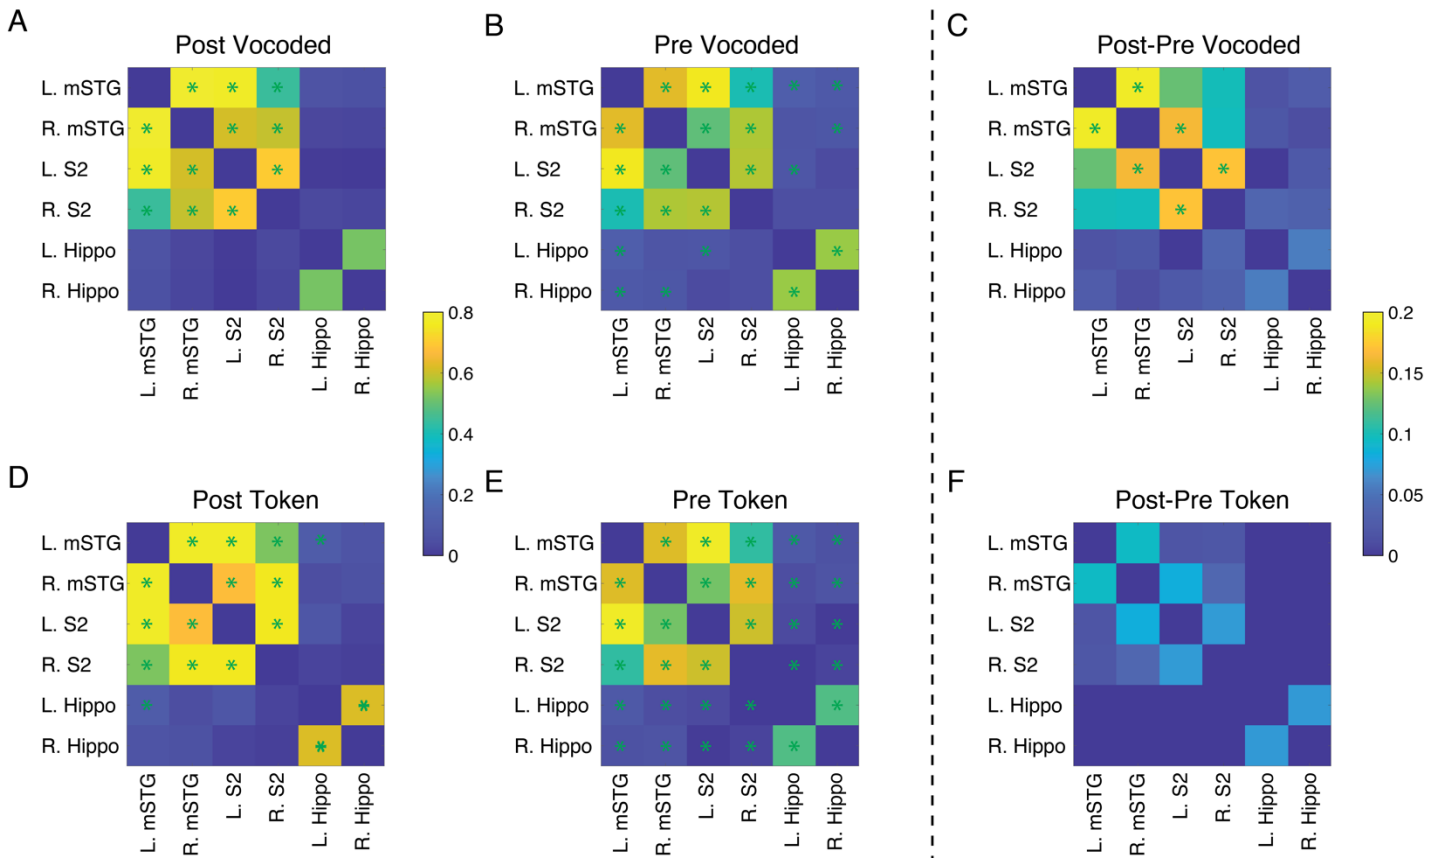 A
Post Vocoded
L. mSTG
R. mSTG
L. S2
R. S2
L. Hippo
R. Hippo
L. mSTG
R. mSTG
L. S2
R. S2
L. Hippo
R. Hippo
0.8
0.6
0.4
0.2
0
B
Pre Vocoded
L. mSTG
R. mSTG
L. S2
R. S2
L. Hippo
R. Hippo
L. mSTG
R. mSTG
L. S2
R. S2
L. Hippo
R. Hippo
C
Post-Pre Vocoded
L. mSTG
R. mSTG
L. S2
R. S2
L. Hippo
R. Hippo
L. mSTG
R. mSTG
L. S2
R. S2
L. Hippo
R. Hippo
0.2
0.15
0.1
0.05
0
D
Post Token
L. mSTG
R. mSTG
L. S2
R. S2
L. Hippo
R. Hippo
L. mSTG
R. mSTG
L. S2
R. S2
L. Hippo
R. Hippo
E
Pre Token
L. mSTG
R. mSTG
L. S2
R. S2
L. Hippo
R. Hippo
L. mSTG
R. mSTG
L. S2
R. S2
L. Hippo
R. Hippo
F
Post-Pre Token
L. mSTG
R. mSTG
L. S2
R. S2
L. Hippo
R. Hippo
L. mSTG
R. mSTG
L. S2
R. S2
L. Hippo
R. Hippo